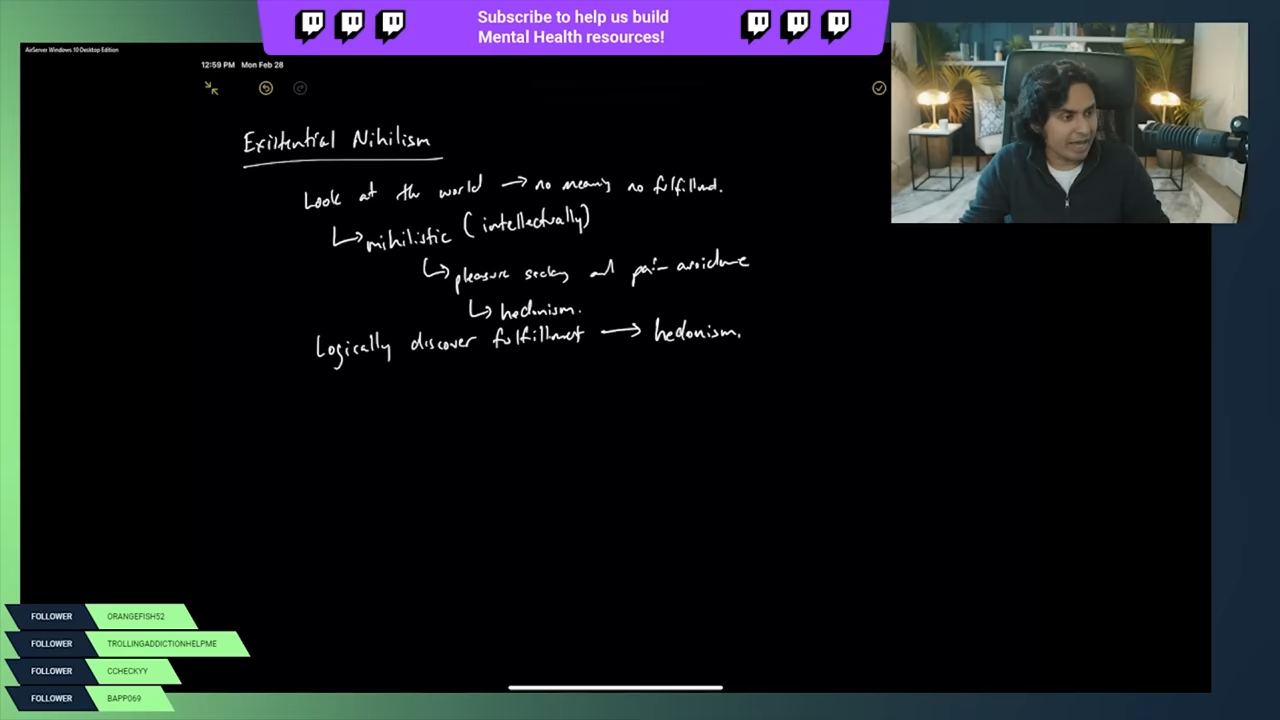 Subscribe to help us build
Mental Health resources!
AirServer Windows 10 Desktop Edition
12:59 PM Mon Feb 28
Existential Nihilism
Look at the world → no meaning no fulfillment.
↳ nihilistic (intellectually)
↳ pleasure seeking and pain avoidance
↳ hedonism.
Logically discover fulfillment → hedonism.
FOLLOWER ORANGEFISH52
FOLLOWER TROLLINGADDICTIONHELPME
FOLLOWER CCHECKYY
FOLLOWER BAPP069